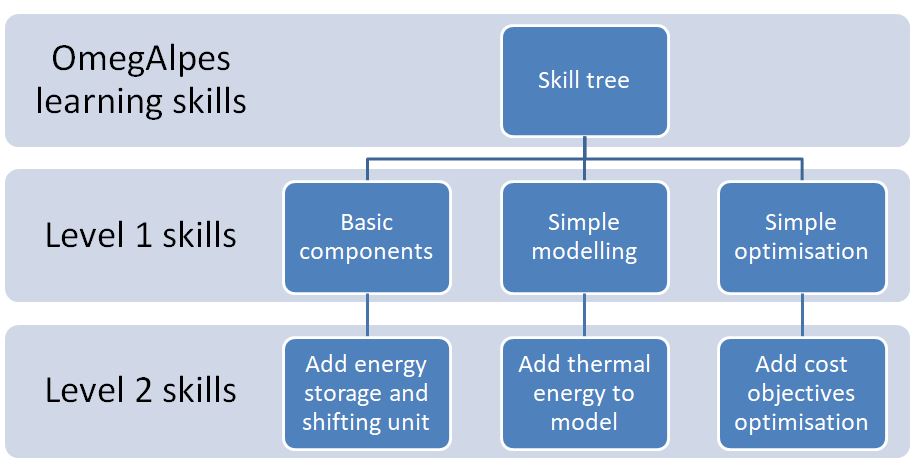 OmegAlpes
learning skills
Skill tree
Level 1 skills
Basic
components
Simple
modelling
Simple
optimisation
Level 2 skills
Add energy
storage and
shifting unit
Add thermal
energy to
model
Add cost
objectives
optimisation